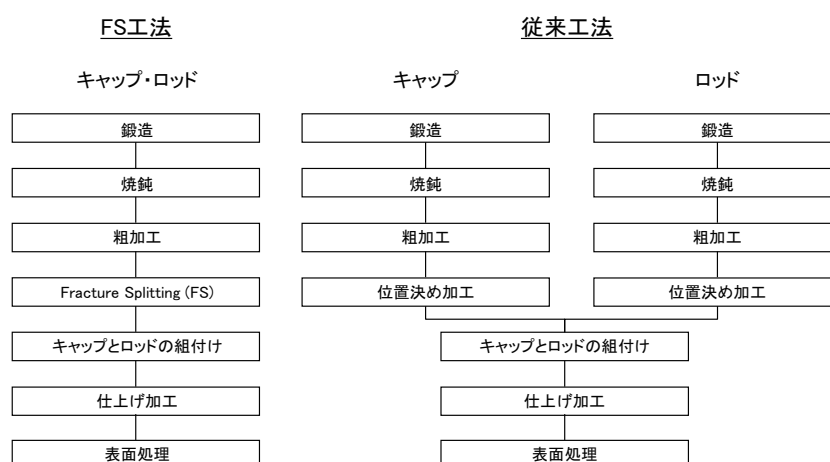 FS工法
従来工法
キャップ・ロッド
キャップ
ロッド
鍛造
鍛造
鍛造
焼鈍
焼鈍
焼鈍
粗加工
粗加工
粗加工
Fracture Splitting (FS)
位置決め加工
位置決め加工
キャップとロッドの組付け
キャップとロッドの組付け
仕上げ加工
仕上げ加工
表面処理
表面処理